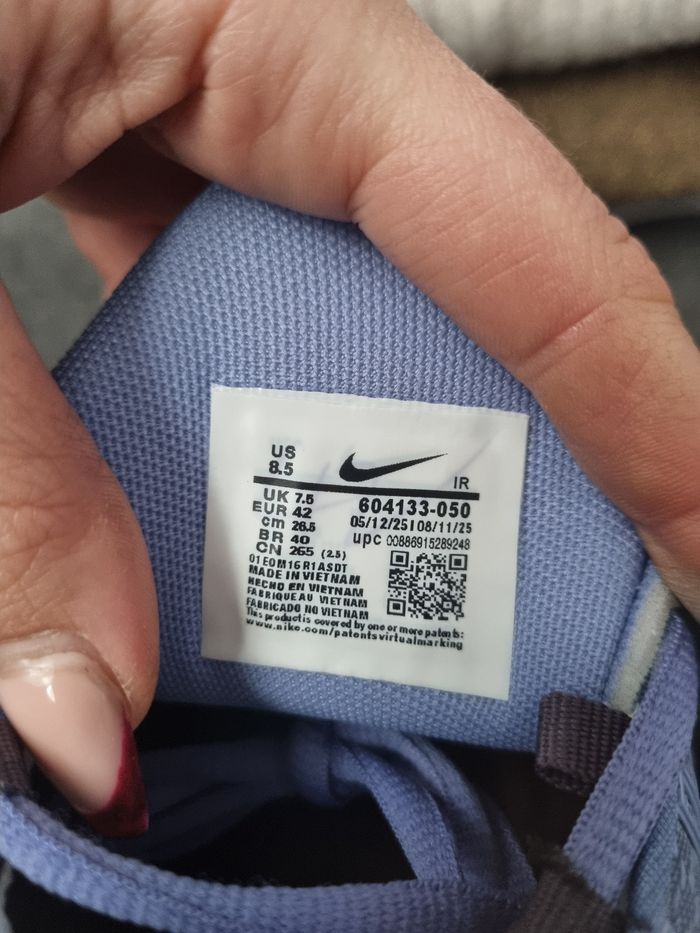 US
8.5
IR
UK 7.5
EUR 42
cm 26.5
BR 40
CN 265 (2.5)
604133-050
05/12/25 | 08/11/25
upc 00886915289248
01 EOM16 R1ASDT
MADE IN VIETNAM
HECHO EN VIETNAM
FABRIQUE AU VIETNAM
FABRICADO NO VIETNAM
This product is covered by one or more patents:
www.nike.com/patentsvirtualmarking